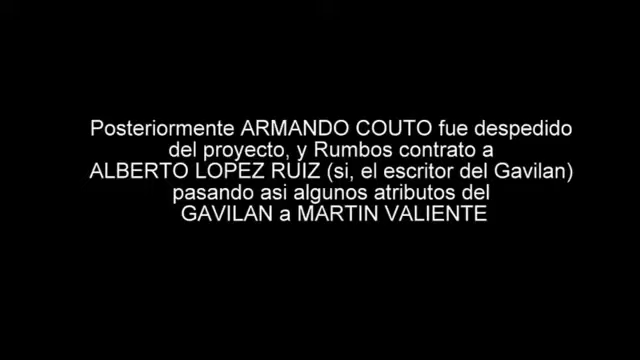 Posteriormente ARMANDO COUTO fue despedido
del proyecto, y Rumbos contrato a
ALBERTO LOPEZ RUIZ (si, el escritor del Gavilan)
pasando asi algunos atributos del
GAVILAN a MARTIN VALIENTE